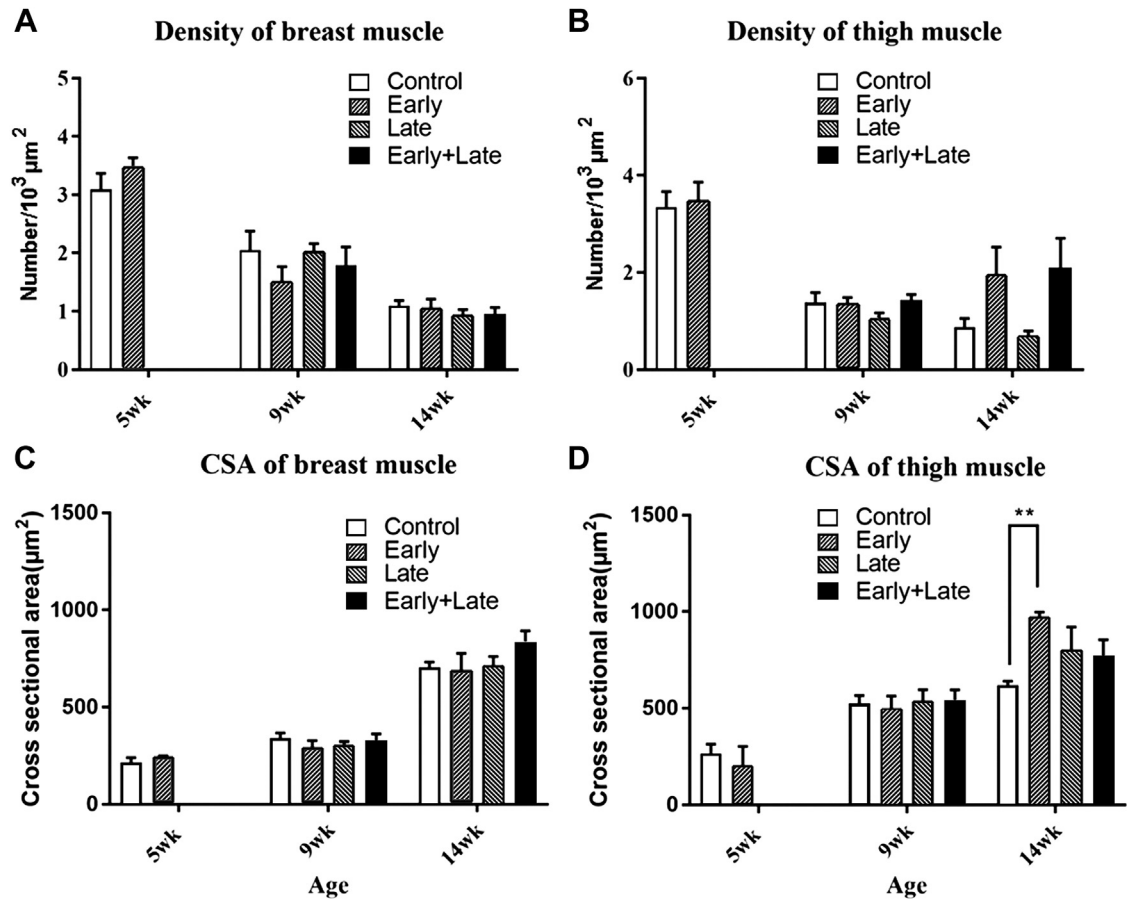 A
Density of breast muscle
Number/10³ μm²
5
4
3
2
1
0
Control
Early
Late
Early+Late
5wk
9wk
14wk
B
Density of thigh muscle
Number/10³ μm²
6
4
2
0
Control
Early
Late
Early+Late
5wk
9wk
14wk
C
CSA of breast muscle
Cross sectional area(μm²)
1500
1000
500
0
Control
Early
Late
Early+Late
5wk
9wk
14wk
Age
D
CSA of thigh muscle
Cross sectional area(μm²)
1500
1000
500
0
Control
Early
Late
Early+Late
**
5wk
9wk
14wk
Age